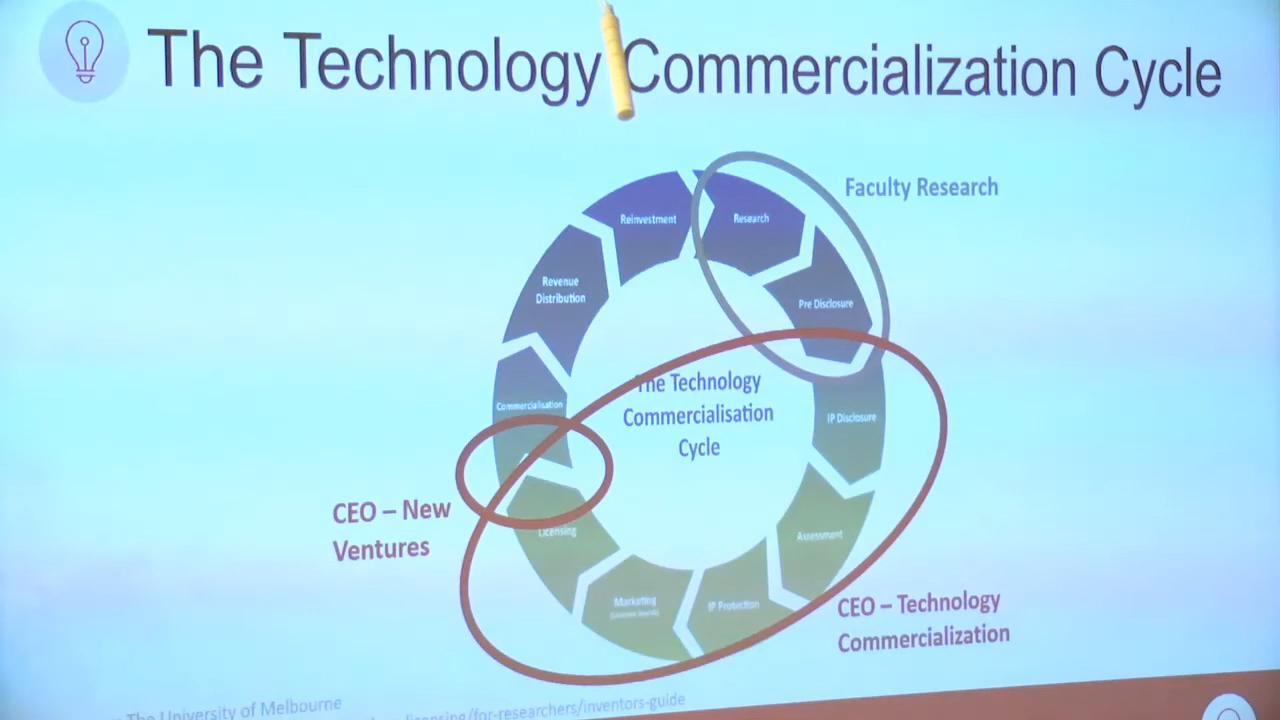 The Technology Commercialization Cycle
Faculty Research
Reinvestment
Research
Revenue
Distribution
Pre Disclosure
Commercialisation
The Technology
Commercialisation
Cycle
IP Disclosure
CEO – New
Ventures
Licensing
Assessment
Marketing
IP Protection
CEO – Technology
Commercialization
The University of Melbourne
licensing/for-researchers/inventors-guide